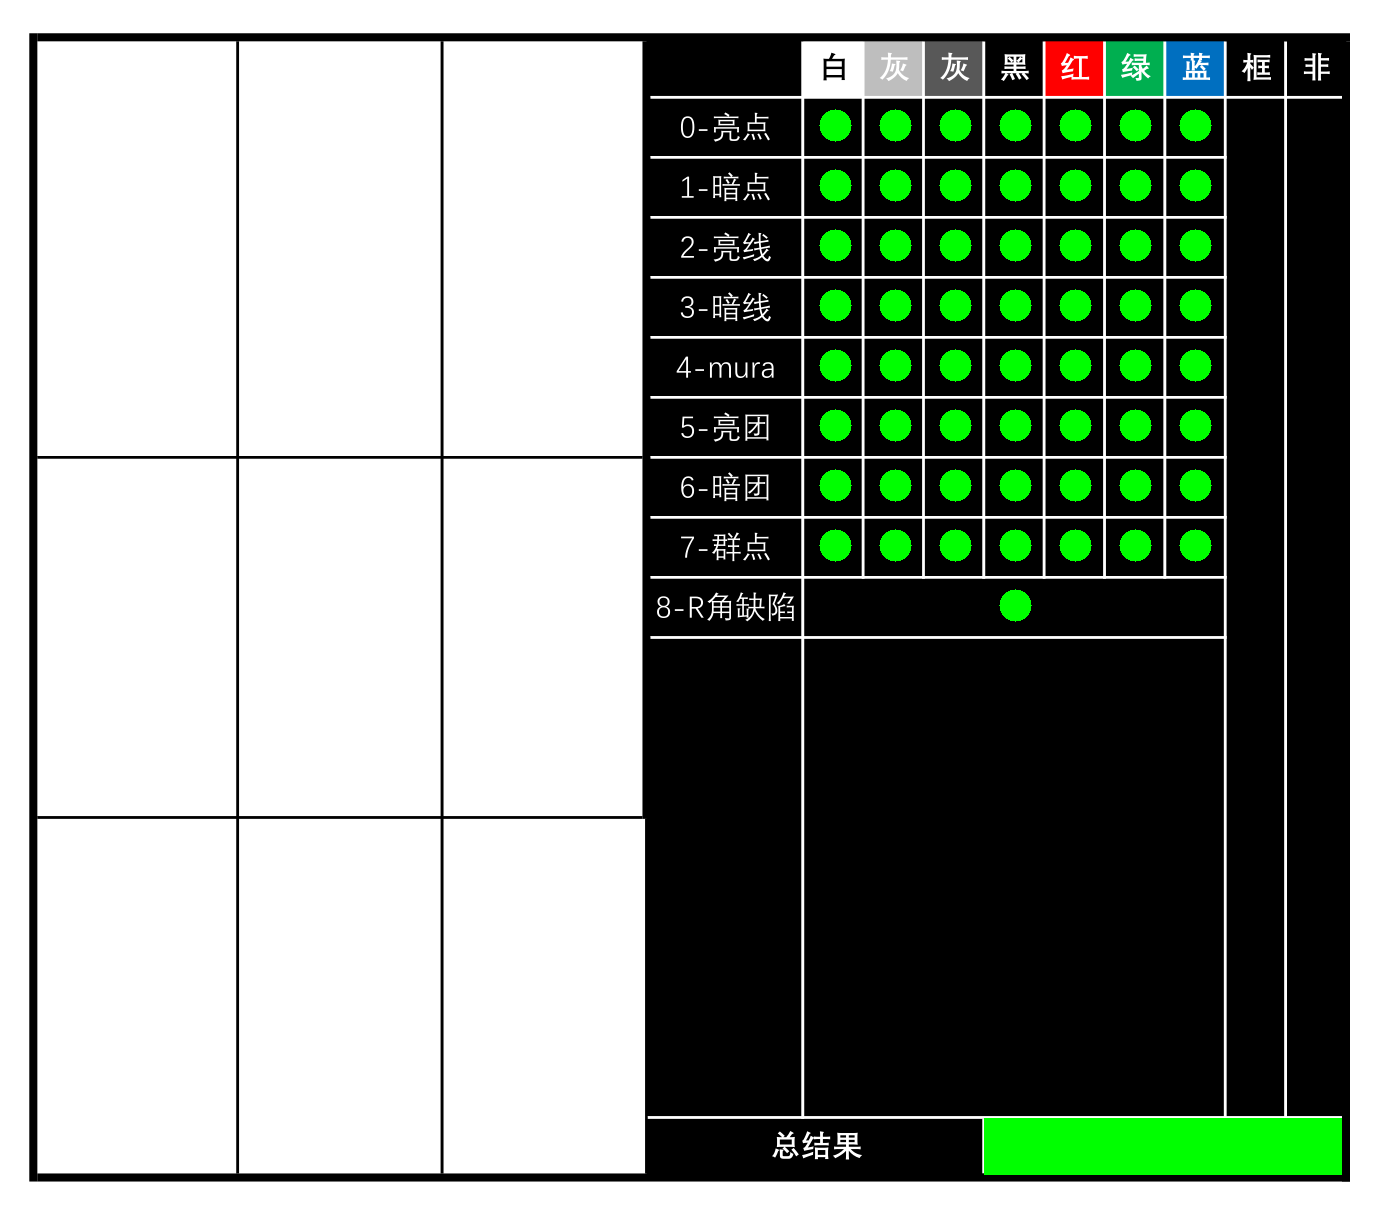 白 灰 灰 黑 红 绿 蓝 框 非
0-亮点
1-暗点
2-亮线
3-暗线
4-mura
5-亮团
6-暗团
7-群点
8-R角缺陷
总结果